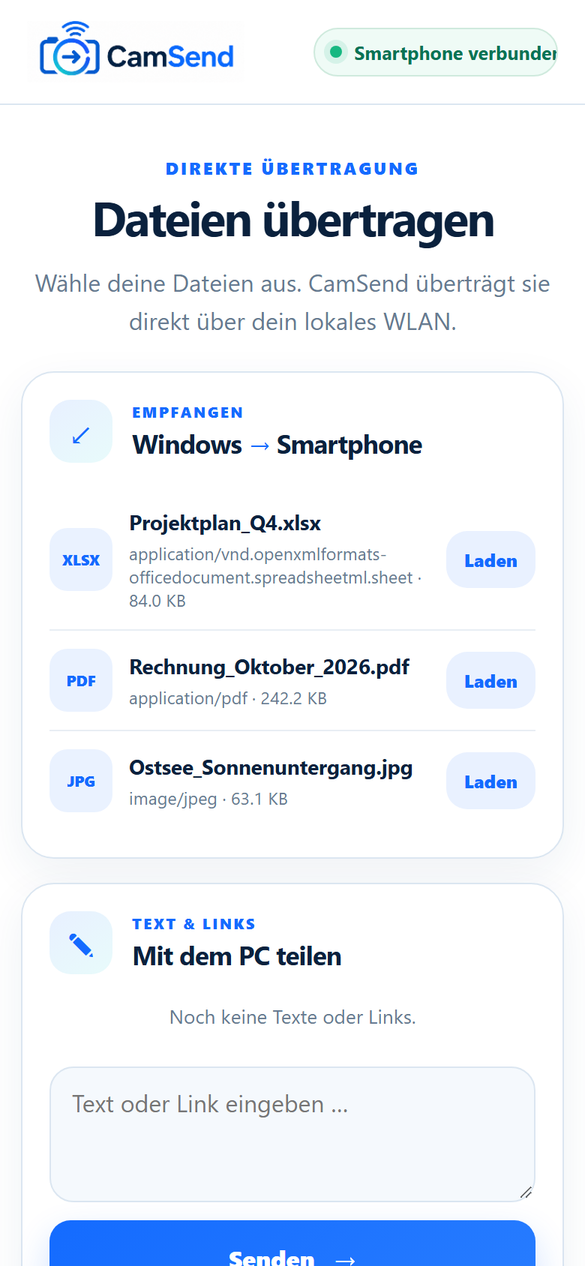 CamSend
Smartphone verbunden
DIREKTE ÜBERTRAGUNG
Dateien übertragen
Wähle deine Dateien aus. CamSend überträgt sie
direkt über dein lokales WLAN.
EMPFANGEN
Windows → Smartphone
XLSX
Projektplan_Q4.xlsx
application/vnd.openxmlformats-
officedocument.spreadsheetml.sheet ·
84.0 KB
Laden
PDF
Rechnung_Oktober_2026.pdf
application/pdf · 242.2 KB
Laden
JPG
Ostsee_Sonnenuntergang.jpg
image/jpeg · 63.1 KB
Laden
TEXT & LINKS
Mit dem PC teilen
Noch keine Texte oder Links.
Text oder Link eingeben ...
Senden →